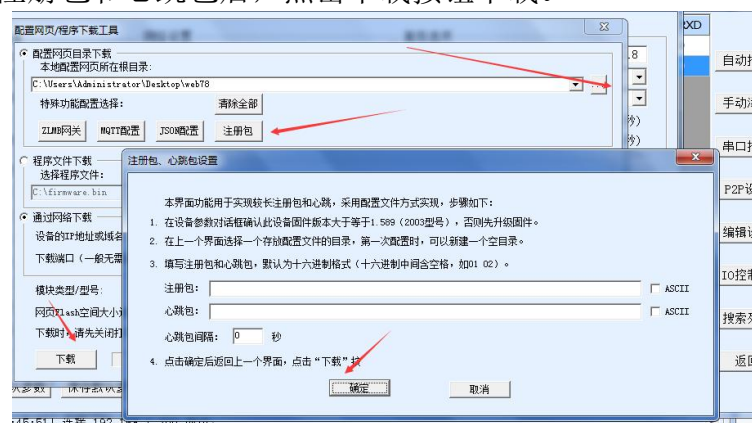 册包和心跳包后，点击下载按钮下载。
配置网页/程序下载工具
配置网页目录下载
本地配置网页所在根目录:
C:\Users\Administrator\Desktop\web78
...
特殊功能配置选择:
清除全部
ZLMB网关
MQTT配置
JSON配置
注册包
程序文件下载
选择程序文件:
C:\firmware.bin
通过网络下载
设备的IP地址或域名
下载端口（一般无需
模块类型/型号:
网页Flash空间大小
下载时,请先关闭打
下载
注册包、心跳包设置
本界面功能用于实现较长注册包和心跳，采用配置文件方式实现，步骤如下：
1. 在设备参数对话框确认此设备固件版本大于等于1.589（2003型号），否则先升级固件。
2. 在上一个界面选择一个存放配置文件的目录，第一次配置时，可以新建一个空目录。
3. 填写注册包和心跳包，默认为十六进制格式（十六进制中间含空格，如01 02）。
注册包:
ASCII
心跳包:
ASCII
心跳包间隔:
0
秒
4. 点击确定后返回上一个界面，点击“下载”按
确定
取消
.8
秒)
秒)
RXD
自动
手动
串口
P2P设
编辑
IO控制
搜索
返回